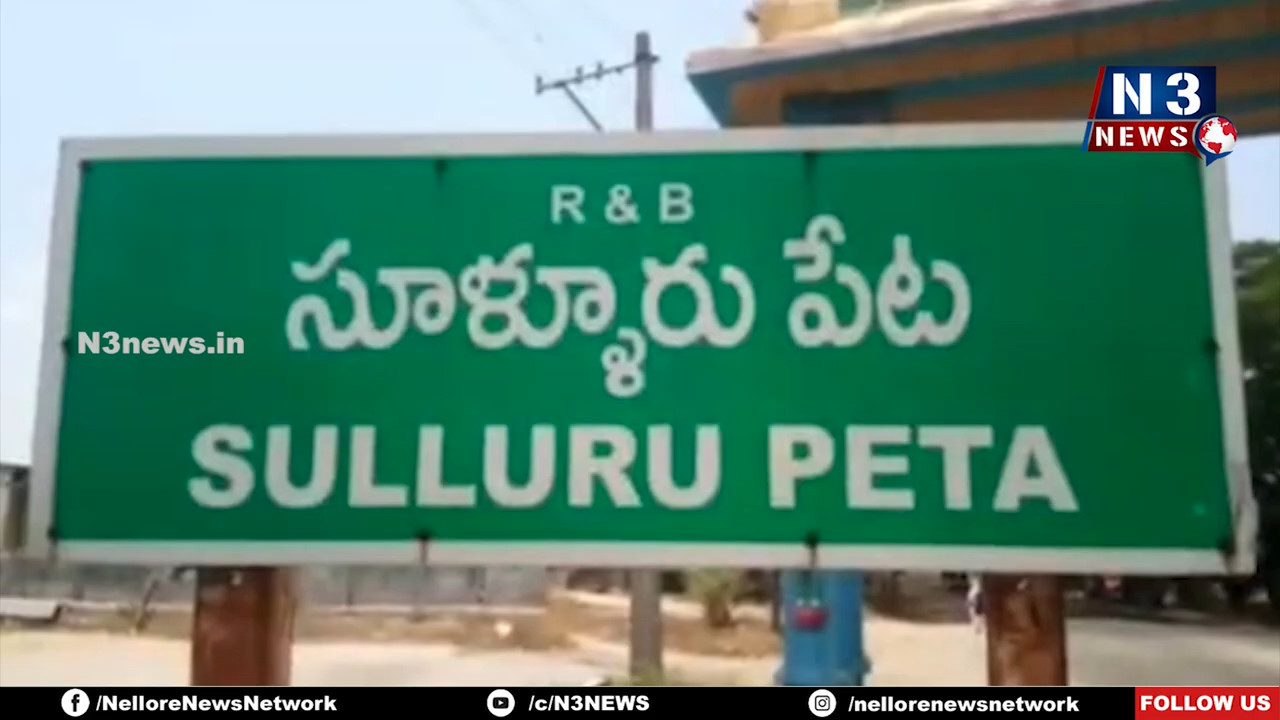 N3
NEWS
R & B
సూళ్ళూరు పేట
N3news.in
SULLURU PETA
/NelloreNewsNetwork
/c/N3NEWS
/nellorenewsnetwork
FOLLOW US